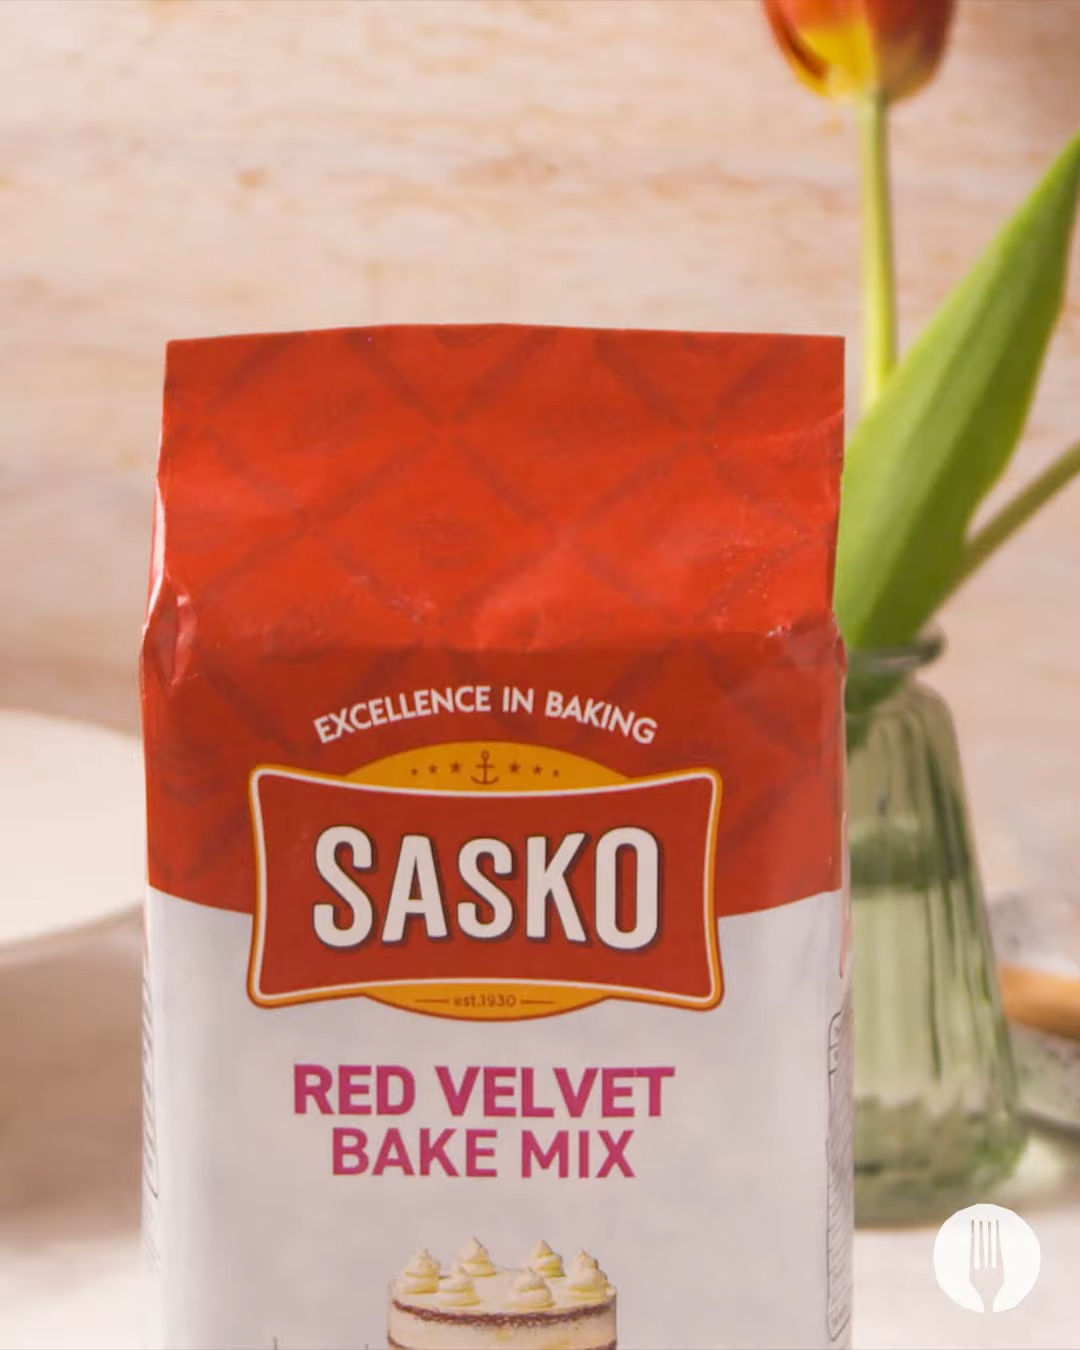 EXCELLENCE IN BAKING
SASKO
est.1930
RED VELVET
BAKE MIX